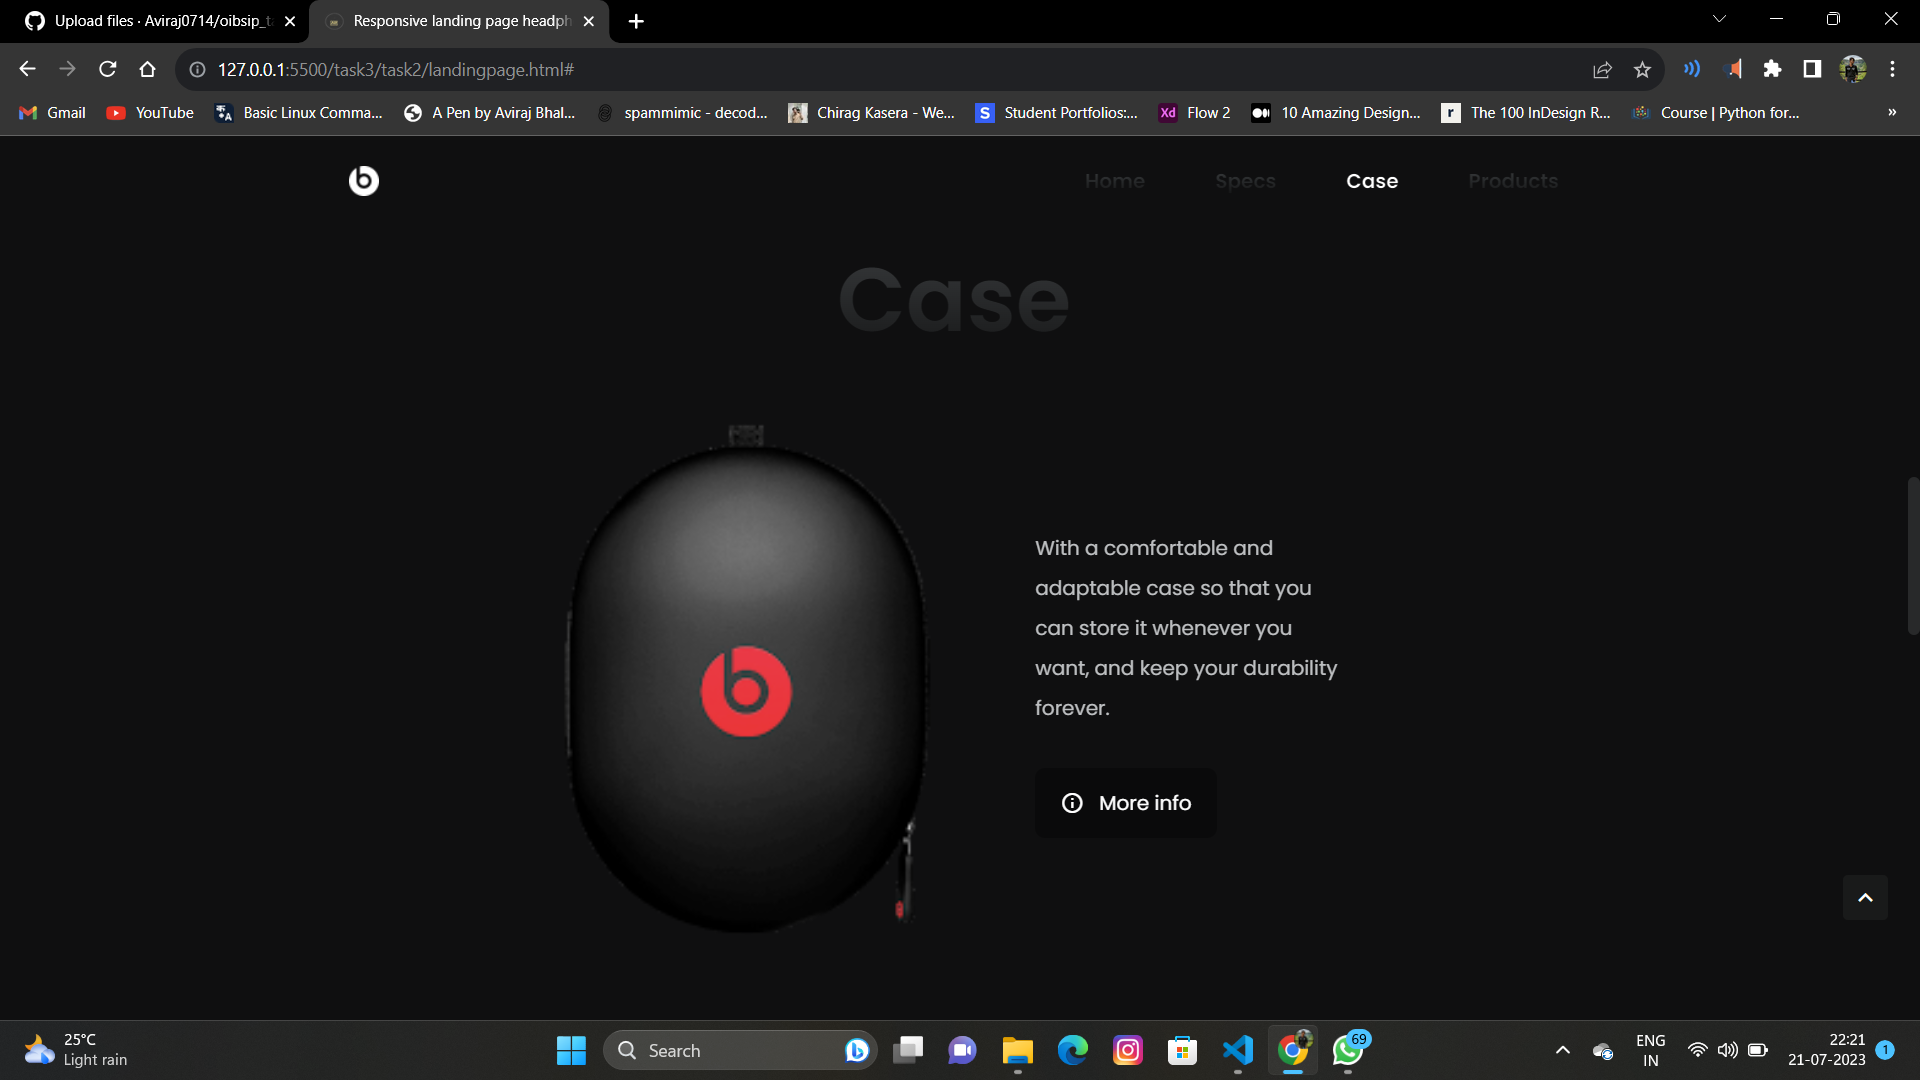 Upload files · Aviraj0714/oibsip_t
Responsive landing page headph
127.0.0.1:5500/task3/task2/landingpage.html#
Gmail
YouTube
Basic Linux Comma...
A Pen by Aviraj Bhal...
spammimic - decod...
Chirag Kasera - We...
S
Student Portfolios:...
Xd
Flow 2
10 Amazing Design...
r
The 100 InDesign R...
Course | Python for...
»
b
Home
Specs
Case
Products
Case
b
With a comfortable and
adaptable case so that you
can store it whenever you
want, and keep your durability
forever.
More info
25°C
Light rain
Search
69
ENG
IN
22:21
21-07-2023
1